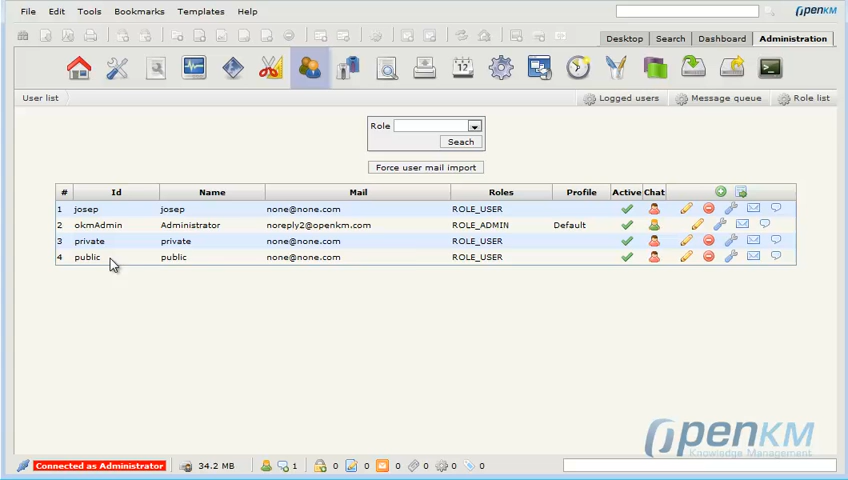 File Edit Tools Bookmarks Templates Help
OpenKM
Desktop Search Dashboard Administration
12
User list
Logged users Message queue Role list
Role
Seach
Force user mail import
# Id Name Mail Roles Profile Active Chat
1 josep josep none@none.com ROLE_USER
2 okmAdmin Administrator noreply2@openkm.com ROLE_ADMIN Default
3 private private none@none.com ROLE_USER
4 public public none@none.com ROLE_USER
OpenKM
Knowledge Management
Connected as Administrator 34.2 MB 0 1 0 0 0 0 0 0